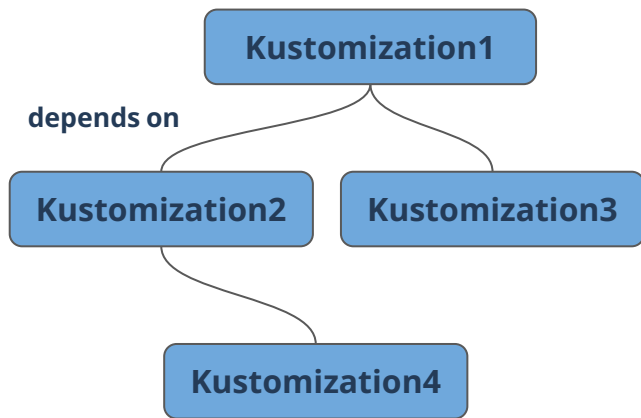 Kustomization1
depends on
Kustomization2
Kustomization3
Kustomization4